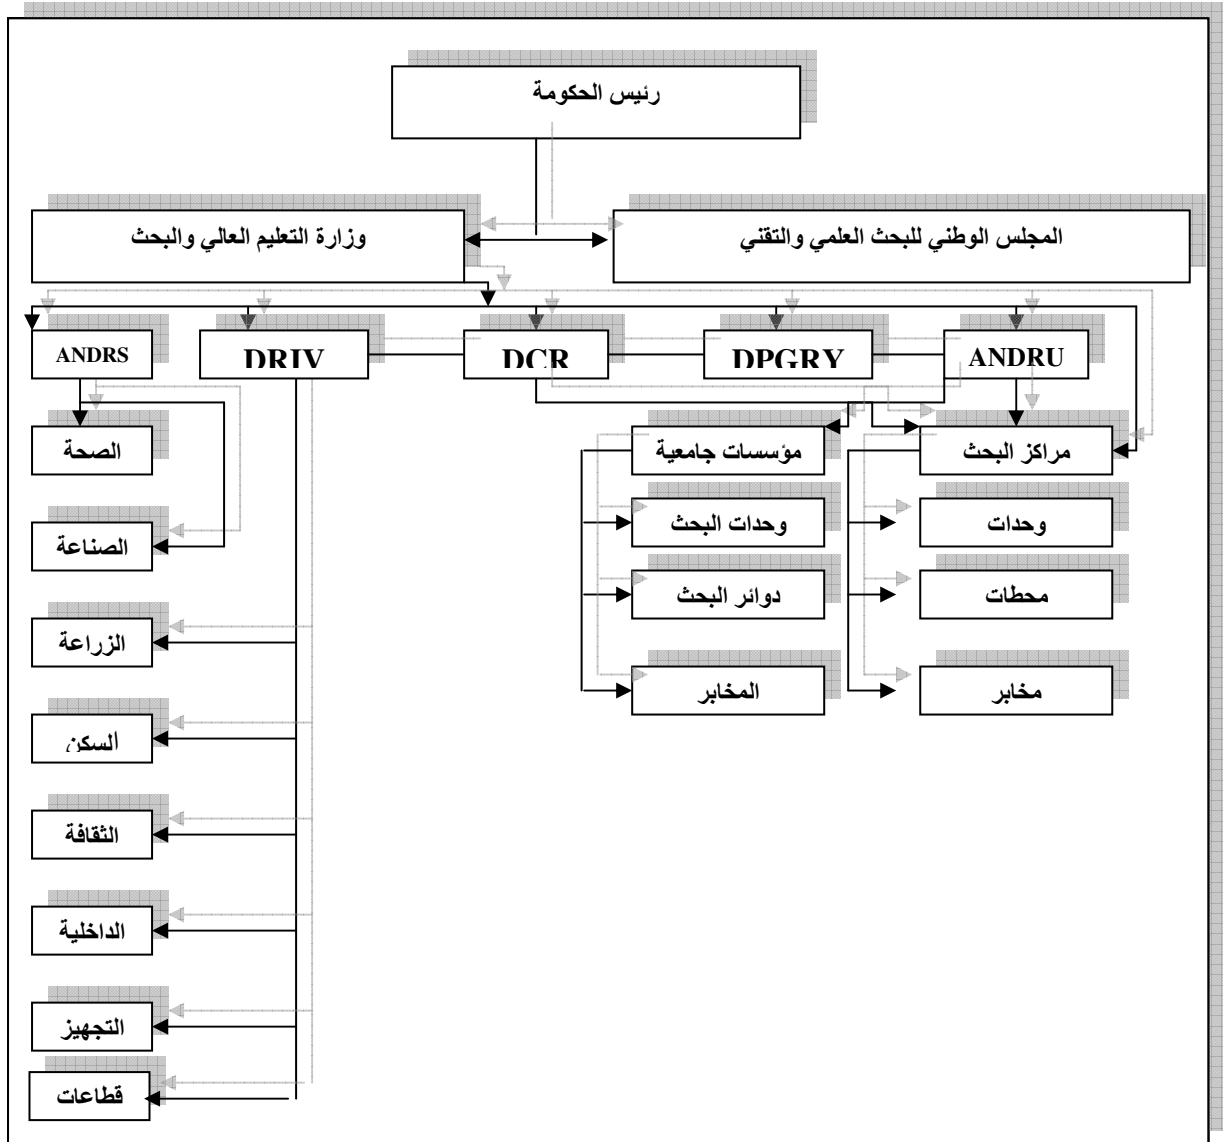 رئيس الحكومة
المجلس الوطني للبحث العلمي والتقني
وزارة التعليم العالي والبحث
ANDRS
DRIV
DCR
DPGRY
ANDRU
الصحة
مؤسسات جامعية
مراكز البحث
وحدات البحث
وحدات
الصناعة
دوائر البحث
محطات
الزراعة
المخابر
مخابر
السكن
الثقافة
الداخلية
التجهيز
قطاعات